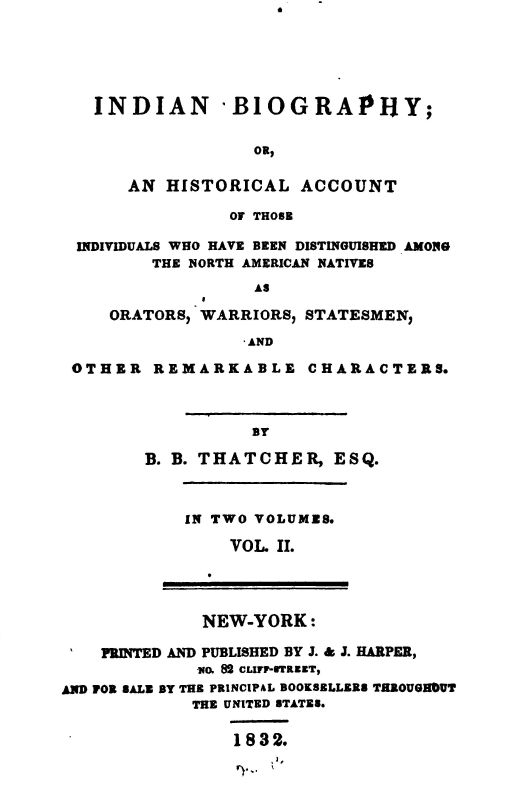 INDIAN BIOGRAPHY;
OR,
AN HISTORICAL ACCOUNT
OF THOSE
INDIVIDUALS WHO HAVE BEEN DISTINGUISHED AMONG
THE NORTH AMERICAN NATIVES
AS
ORATORS, WARRIORS, STATESMEN,
AND
OTHER REMARKABLE CHARACTERS.
BY
B. B. THATCHER, ESQ.
IN TWO VOLUMES.
VOL. II.
NEW-YORK:
PRINTED AND PUBLISHED BY J. & J. HARPER,
NO. 82 CLIFF-STREET,
AND FOR SALE BY THE PRINCIPAL BOOKSELLERS THROUGHOUT
THE UNITED STATES.
1832.